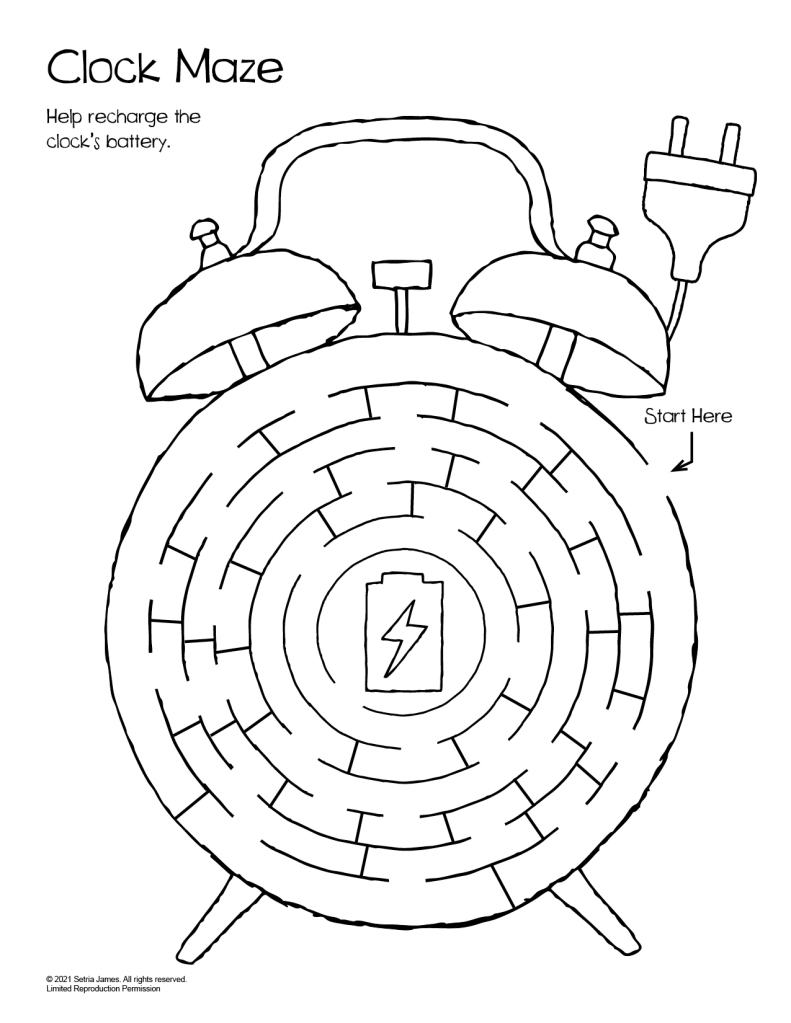 Clock Maze
Help recharge the
clock's battery.
Start Here
© 2021 Setria James. All rights reserved.
Limited Reproduction Permission